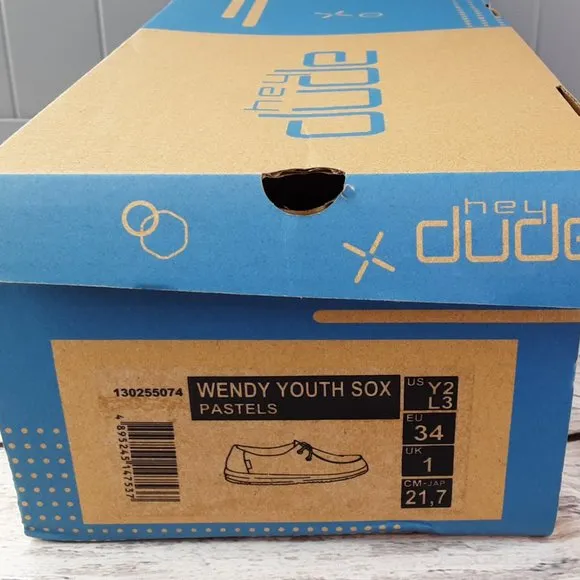 hey
dude
hey
dude
130255074
WENDY YOUTH SOX
PASTELS
US
Y2
L3
EU
34
UK
1
CM-JAP
21,7
4895245147537